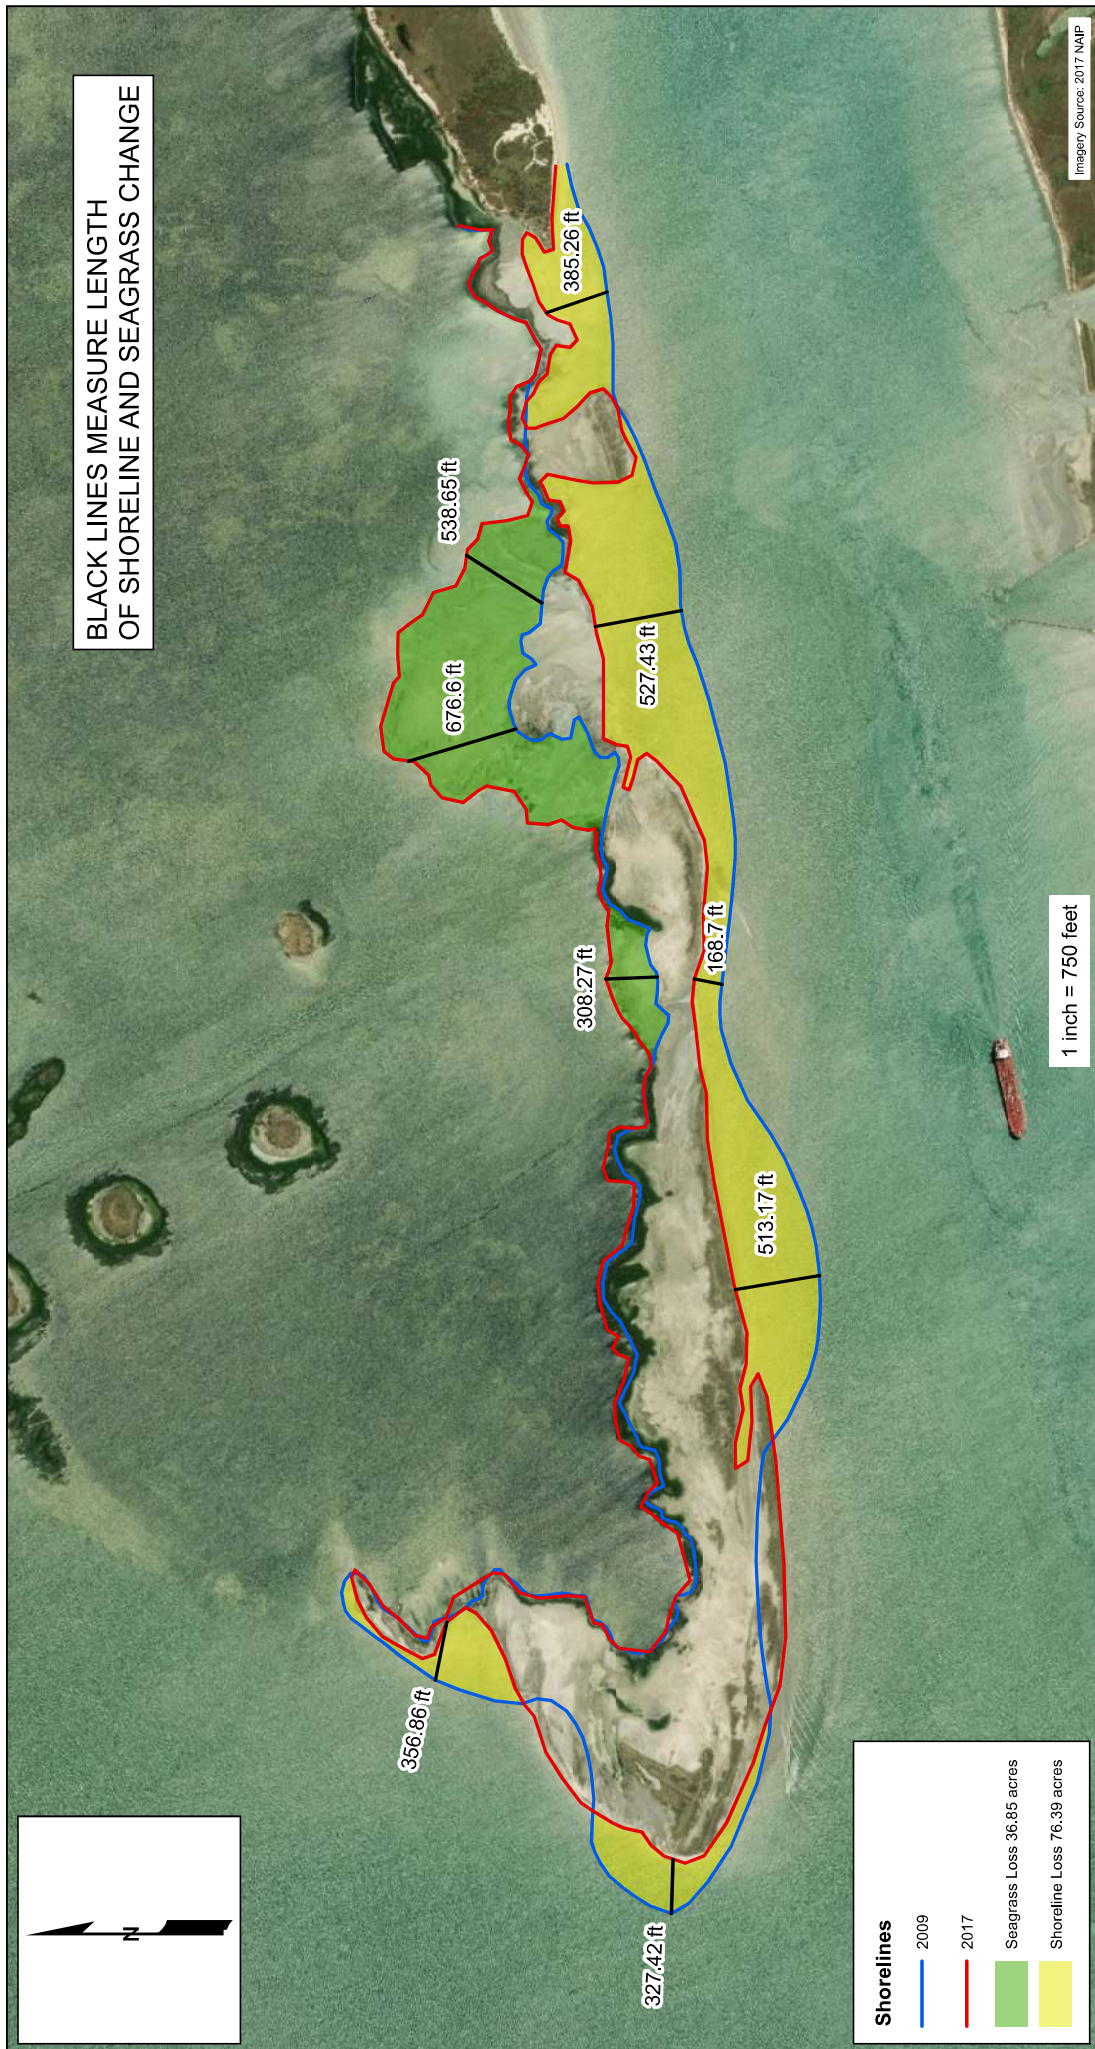 BLACK LINES MEASURE LENGTH
OF SHORELINE AND SEAGRASS CHANGE
N
356.86 ft
327.42 ft
308.27 ft
676.6 ft
538.65 ft
385.26 ft
527.43 ft
168.7 ft
513.17 ft
Shorelines
2009
2017
Seagrass Loss 36.85 acres
Shoreline Loss 76.39 acres
1 inch = 750 feet
Imagery Source: 2017 NAIP